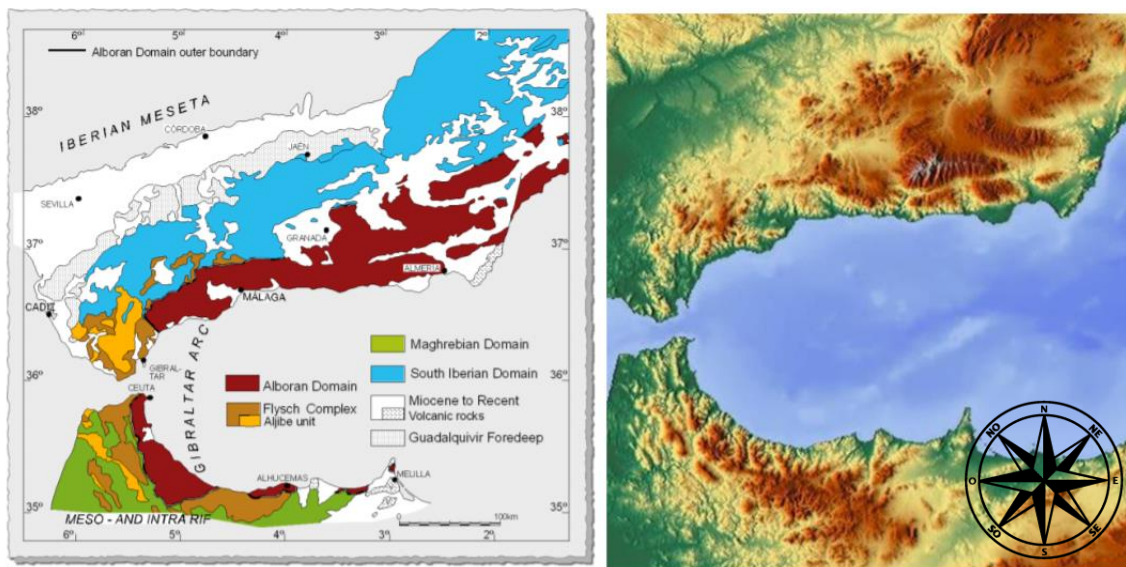 6° 5° 4° 3° 2°
Alboran Domain outer boundary
38° 38°
IBERIAN MESETA
CÓRDOBA
JAÉN
SEVILLA
37° 37°
GRANADA
ALMERIA
MÁLAGA
CADIZ
GIBRALTAR ARC
Maghrebian Domain
GIBRAL-
TAR
36° 36°
Alboran Domain
South Iberian Domain
CEUTA
Flysch Complex
Aljibe unit
Miocene to Recent
Volcanic rocks
Guadalquivir Foredeep
ALHUCEMAS
MELILLA
35° 35°
MESO - AND INTRA RIF
0 100km
6° 5° 4° 3° 2°
N
NO NE
O E
SO SE
S